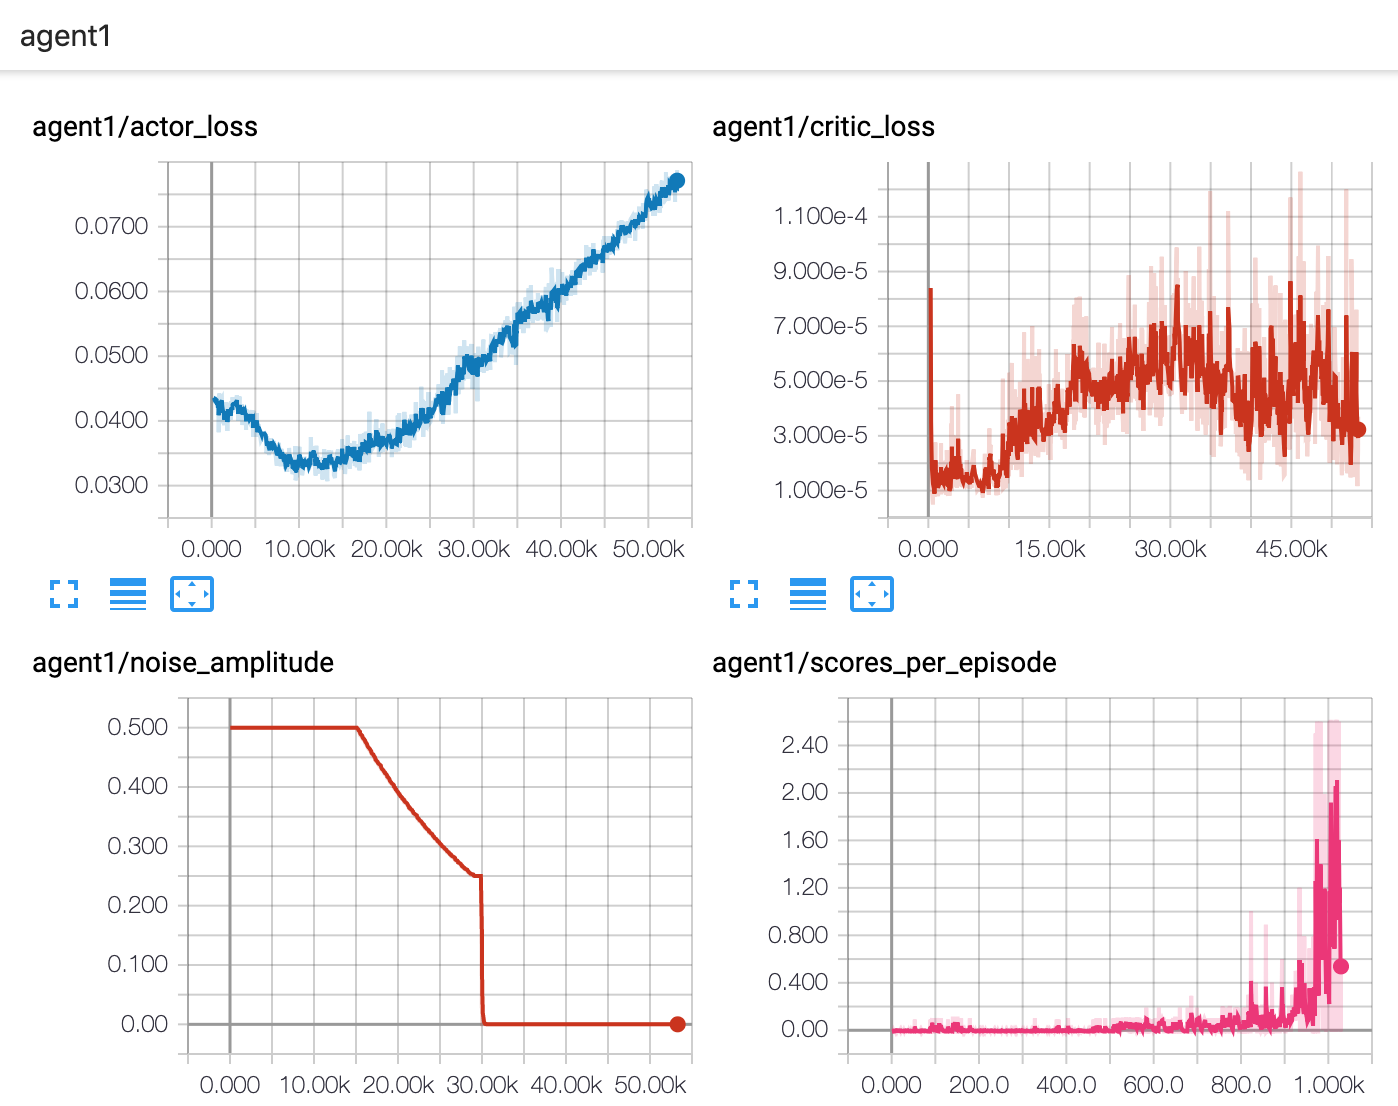 agent1
agent1/actor_loss
0.0700
0.0600
0.0500
0.0400
0.0300
0.000 10.00k 20.00k 30.00k 40.00k 50.00k
agent1/critic_loss
1.100e-4
9.000e-5
7.000e-5
5.000e-5
3.000e-5
1.000e-5
0.000 15.00k 30.00k 45.00k
agent1/noise_amplitude
0.500
0.400
0.300
0.200
0.100
0.00
0.000 10.00k 20.00k 30.00k 40.00k 50.00k
agent1/scores_per_episode
2.40
2.00
1.60
1.20
0.800
0.400
0.00
0.000 200.0 400.0 600.0 800.0 1.000k